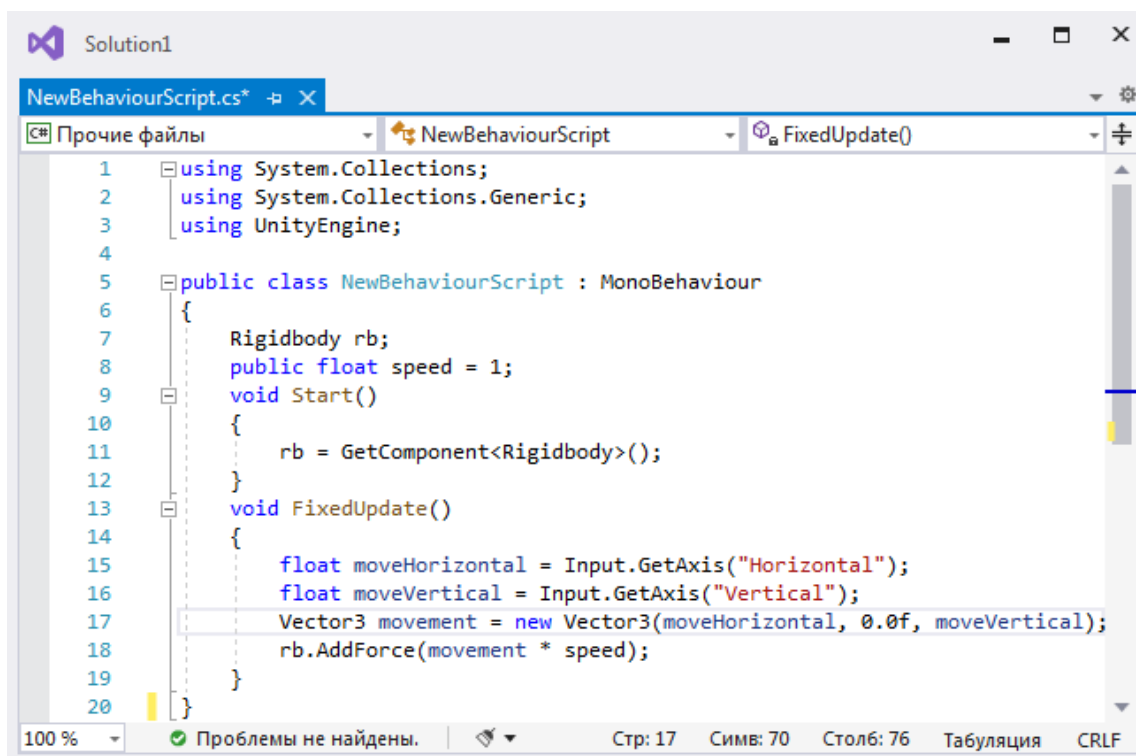 Solution1
NewBehaviourScript.cs*
C# Прочие файлы NewBehaviourScript FixedUpdate()
1 using System.Collections;
2 using System.Collections.Generic;
3 using UnityEngine;
4
5 public class NewBehaviourScript : MonoBehaviour
6 {
7 Rigidbody rb;
8 public float speed = 1;
9 void Start()
10 {
11 rb = GetComponent<Rigidbody>();
12 }
13 void FixedUpdate()
14 {
15 float moveHorizontal = Input.GetAxis("Horizontal");
16 float moveVertical = Input.GetAxis("Vertical");
17 Vector3 movement = new Vector3(moveHorizontal, 0.0f, moveVertical);
18 rb.AddForce(movement * speed);
19 }
20 }
100 % Проблемы не найдены. Стр: 17 Симв: 70 Столб: 76 Табуляция CRLF